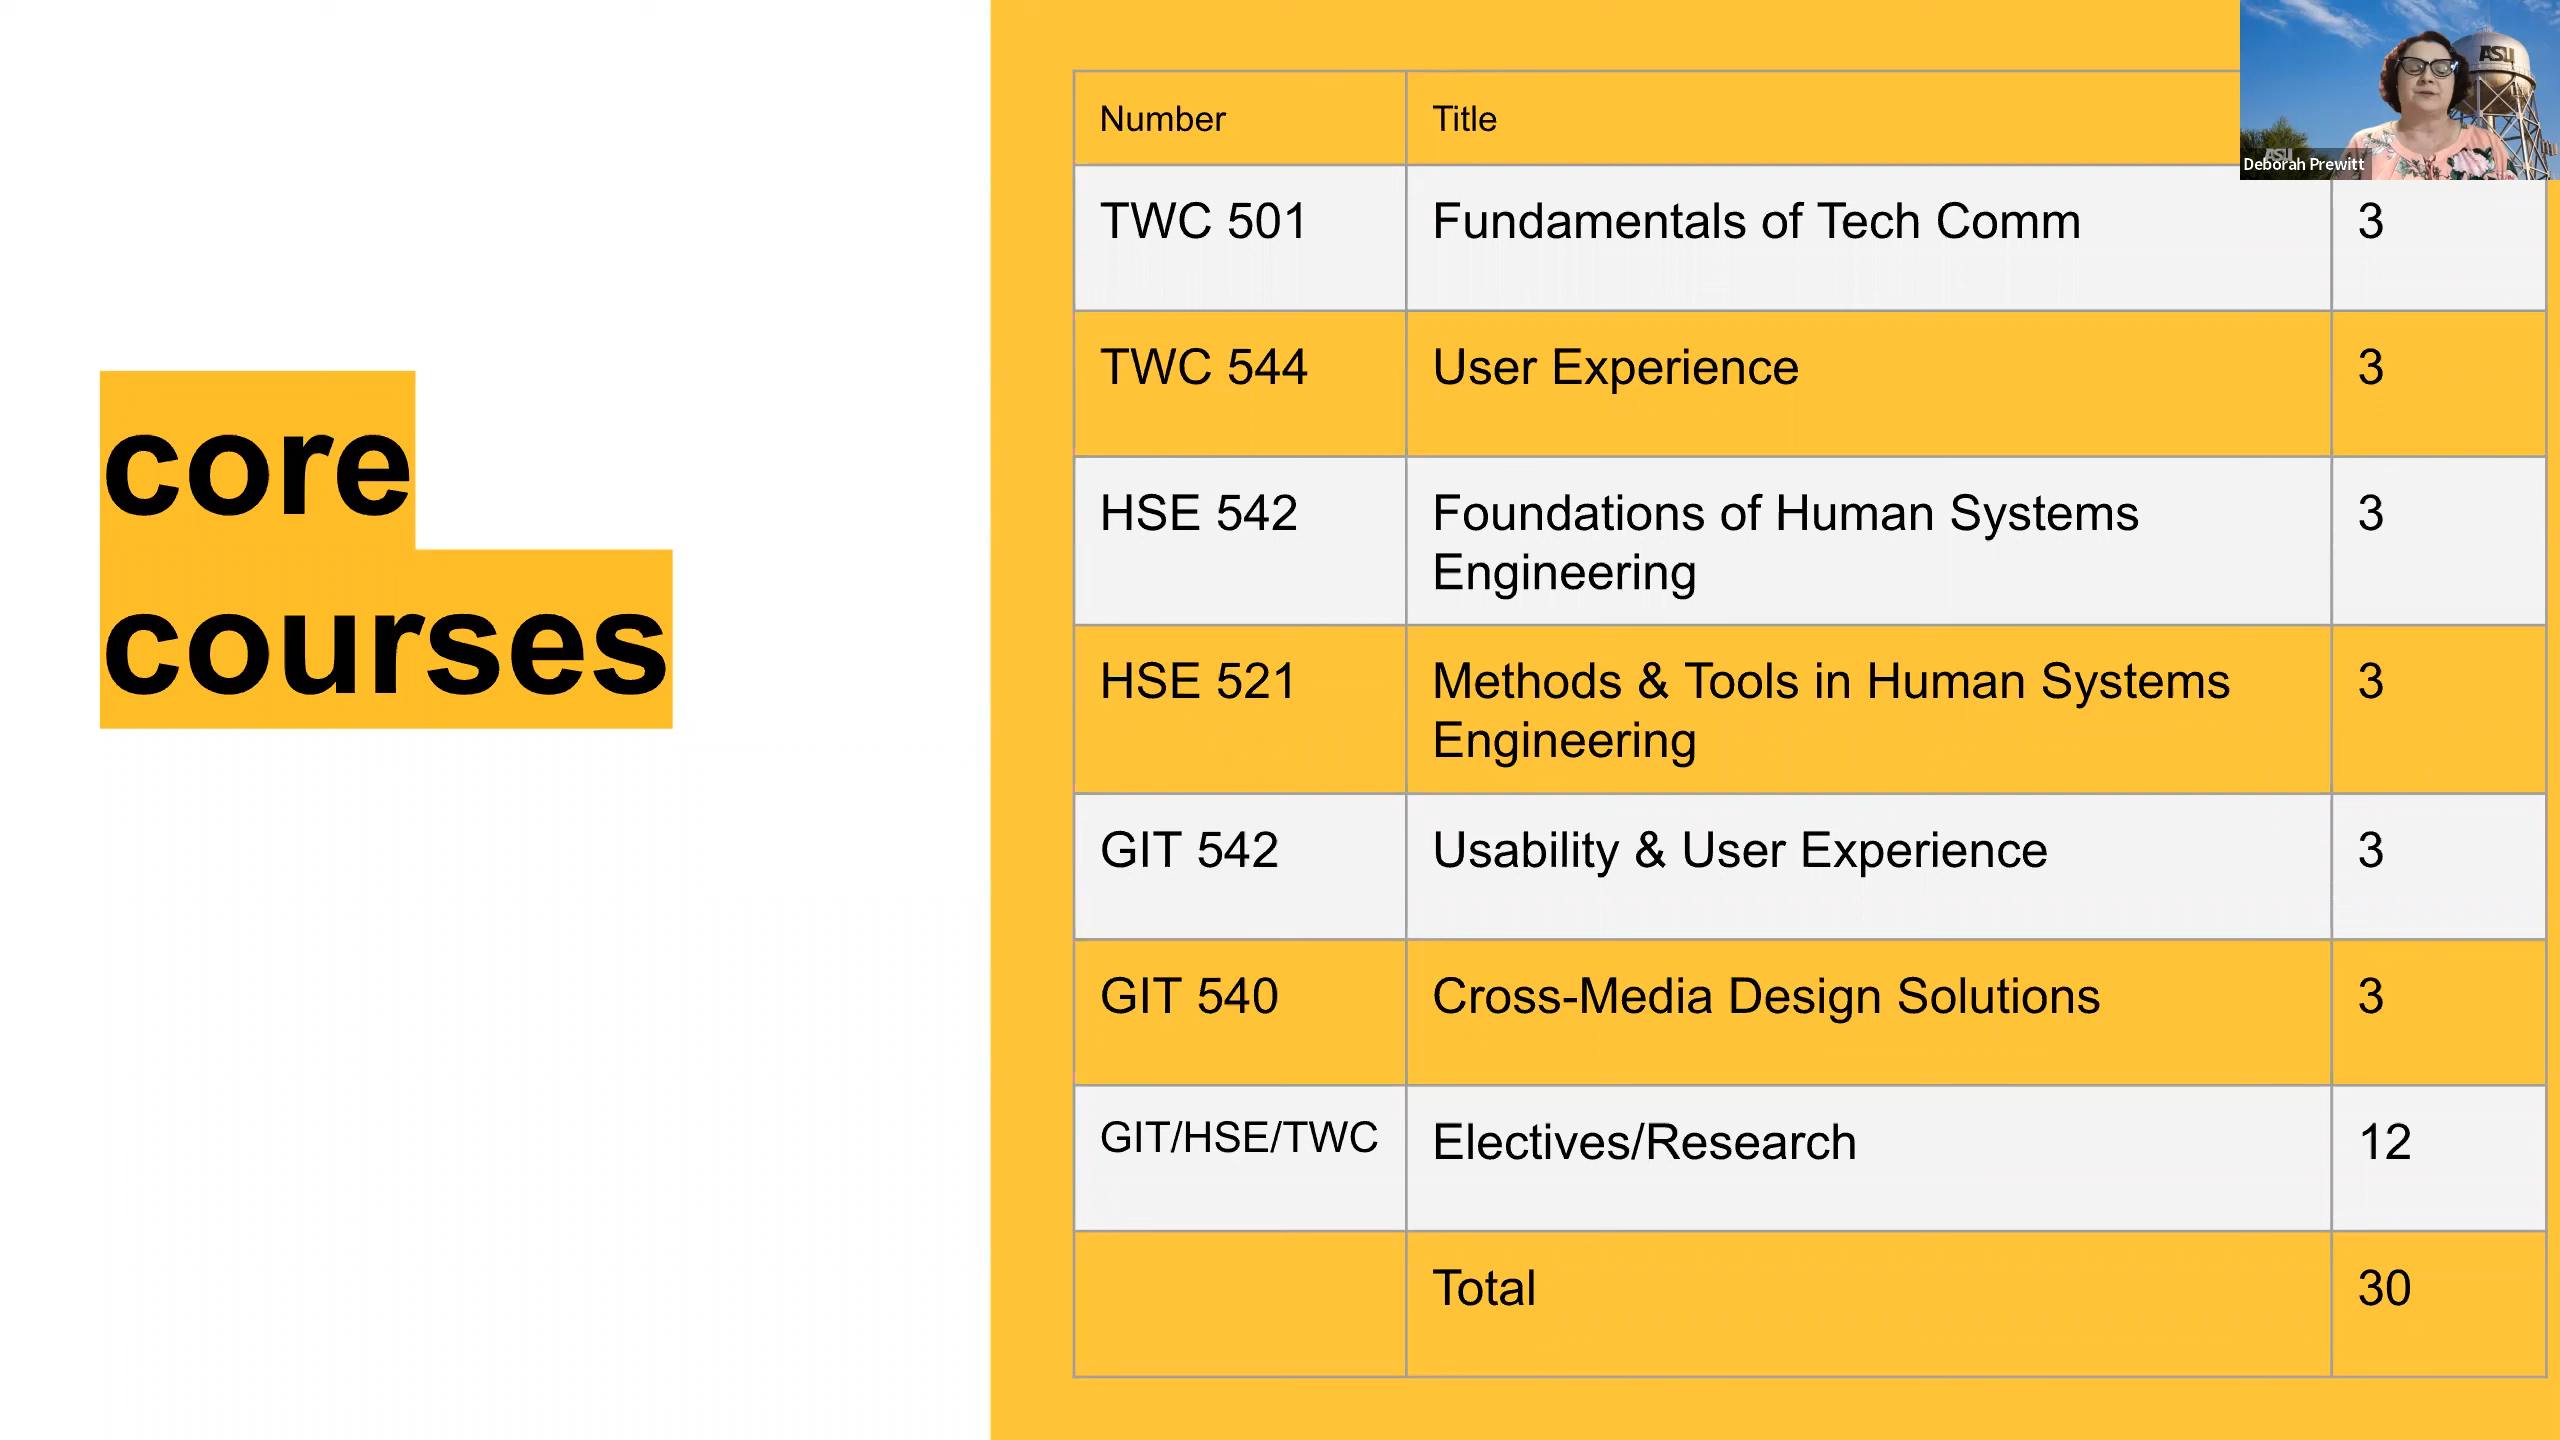 core
courses
Number Title
TWC 501 Fundamentals of Tech Comm 3
TWC 544 User Experience 3
HSE 542 Foundations of Human Systems 3
Engineering
HSE 521 Methods & Tools in Human Systems 3
Engineering
GIT 542 Usability & User Experience 3
GIT 540 Cross-Media Design Solutions 3
GIT/HSE/TWC Electives/Research 12
Total 30
ASU
ASU
Deborah Prewitt